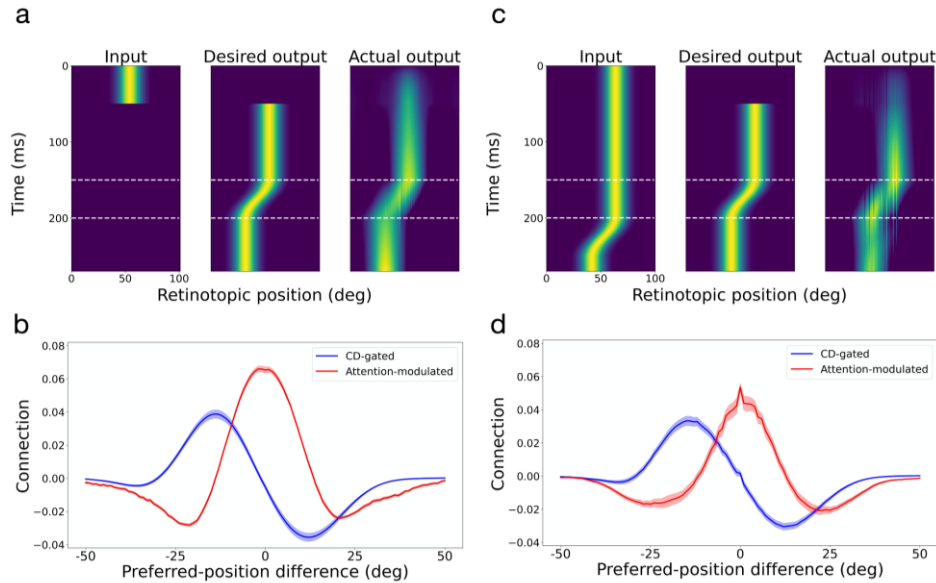 a
Input
Desired output
Actual output
0
100
200
Time (ms)
0
100
Retinotopic position (deg)
b
0.08
0.06
0.04
0.02
0.00
−0.02
−0.04
Connection
CD-gated
Attention-modulated
-50
-25
0
25
50
Preferred-position difference (deg)
c
Input
Desired output
Actual output
0
100
200
Time (ms)
0
100
Retinotopic position (deg)
d
0.08
0.06
0.04
0.02
0.00
−0.02
−0.04
Connection
CD-gated
Attention-modulated
-50
-25
0
25
50
Preferred-position difference (deg)